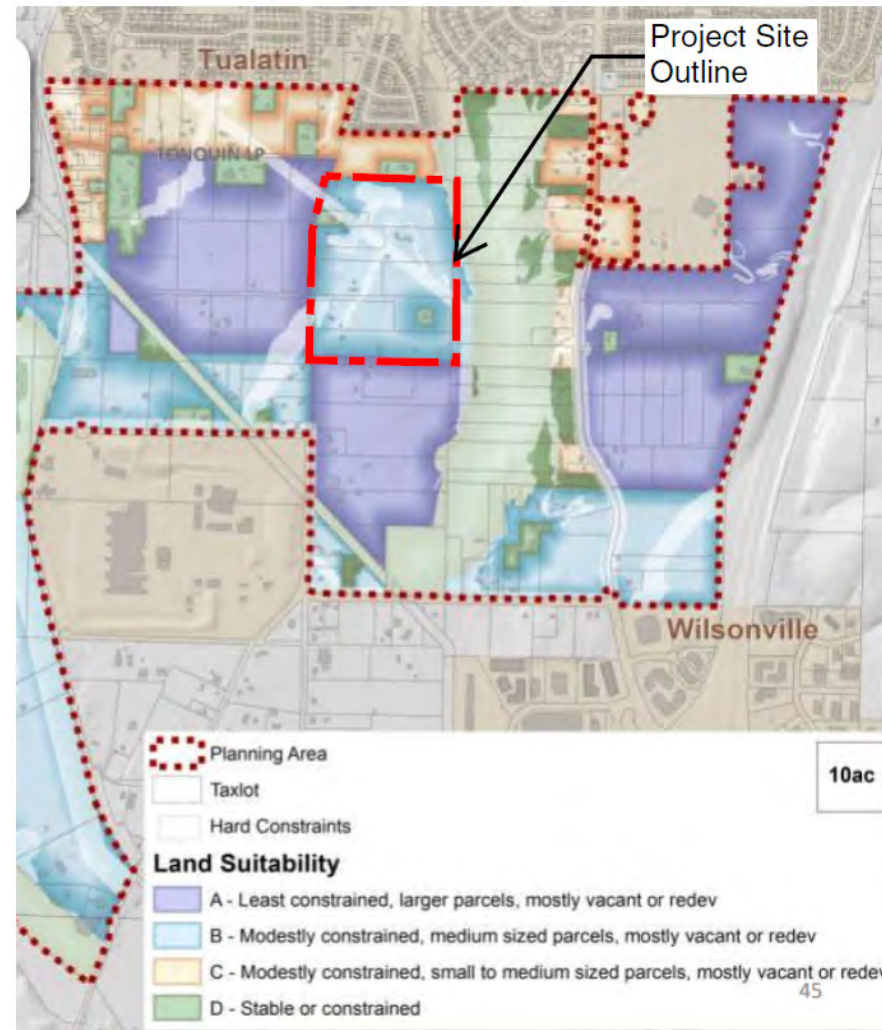 Project Site
Outline
Tualatin
TONQUIN LP
Wilsonville
Planning Area
Taxlot
10ac
Hard Constraints
Land Suitability
A - Least constrained, larger parcels, mostly vacant or redev
B - Modestly constrained, medium sized parcels, mostly vacant or redev
C - Modestly constrained, small to medium sized parcels, mostly vacant or redev
45
D - Stable or constrained